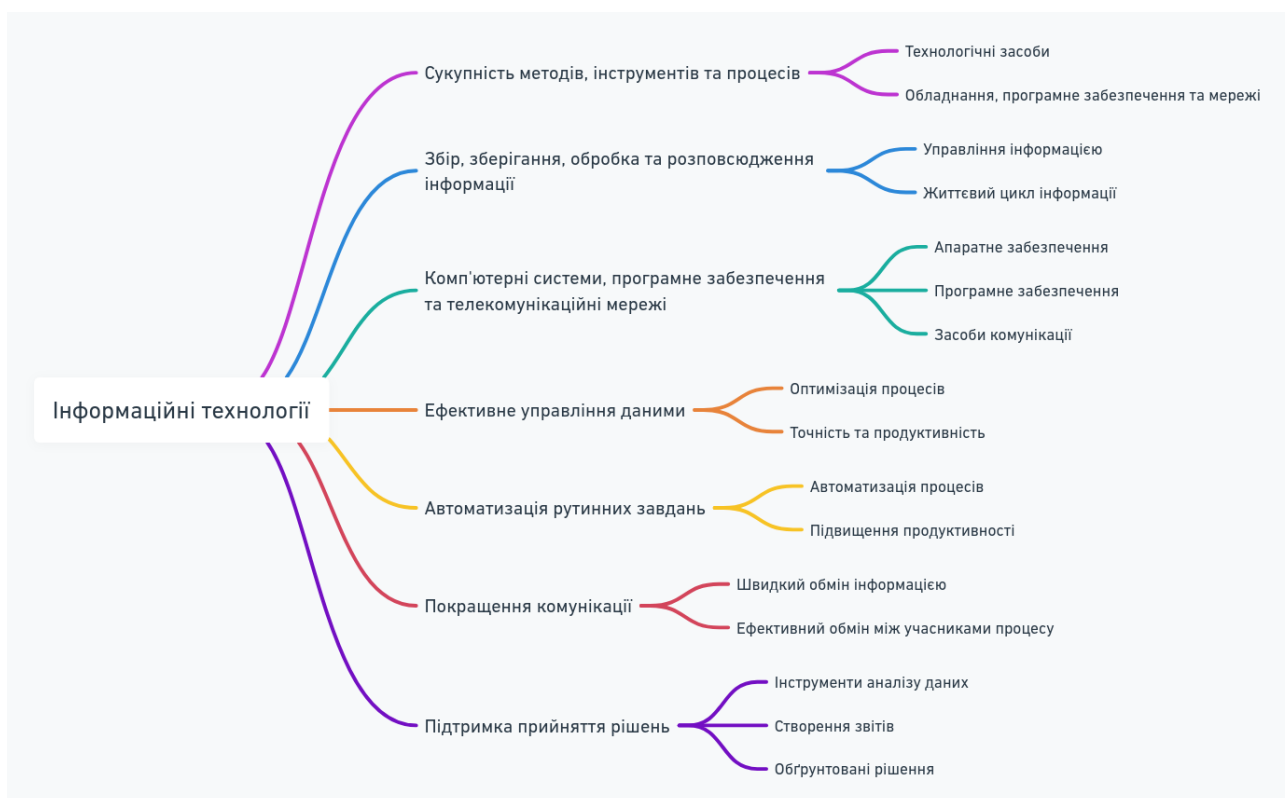 Інформаційні технології
Сукупність методів, інструментів та процесів
Технологічні засоби
Обладнання, програмне забезпечення та мережі
Збір, зберігання, обробка та розповсюдження
інформації
Управління інформацією
Життєвий цикл інформації
Комп'ютерні системи, програмне забезпечення
та телекомунікаційні мережі
Апаратне забезпечення
Програмне забезпечення
Засоби комунікації
Ефективне управління даними
Оптимізація процесів
Точність та продуктивність
Автоматизація рутинних завдань
Автоматизація процесів
Підвищення продуктивності
Покращення комунікації
Швидкий обмін інформацією
Ефективний обмін між учасниками процесу
Підтримка прийняття рішень
Інструменти аналізу даних
Створення звітів
Обґрунтовані рішення